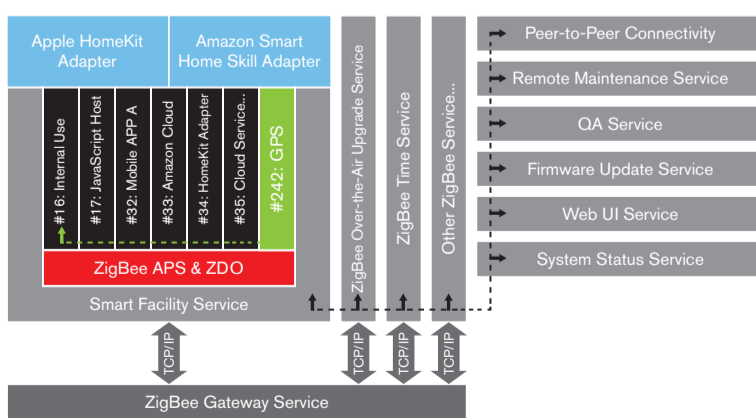 Apple HomeKit
Adapter
Amazon Smart
Home Skill Adapter
#16: Internal Use
#17: JavaScript Host
#32: Mobile APP A
#33: Amazon Cloud
#34: HomeKit Adapter
#35: Cloud Service...
#242: GPS
ZigBee APS & ZDO
Smart Facility Service
ZigBee Over-the-Air Upgrade Service
ZigBee Time Service
Other ZigBee Service...
Peer-to-Peer Connectivity
Remote Maintenance Service
QA Service
Firmware Update Service
Web UI Service
System Status Service
TCP/IP
TCP/IP
TCP/IP
TCP/IP
ZigBee Gateway Service